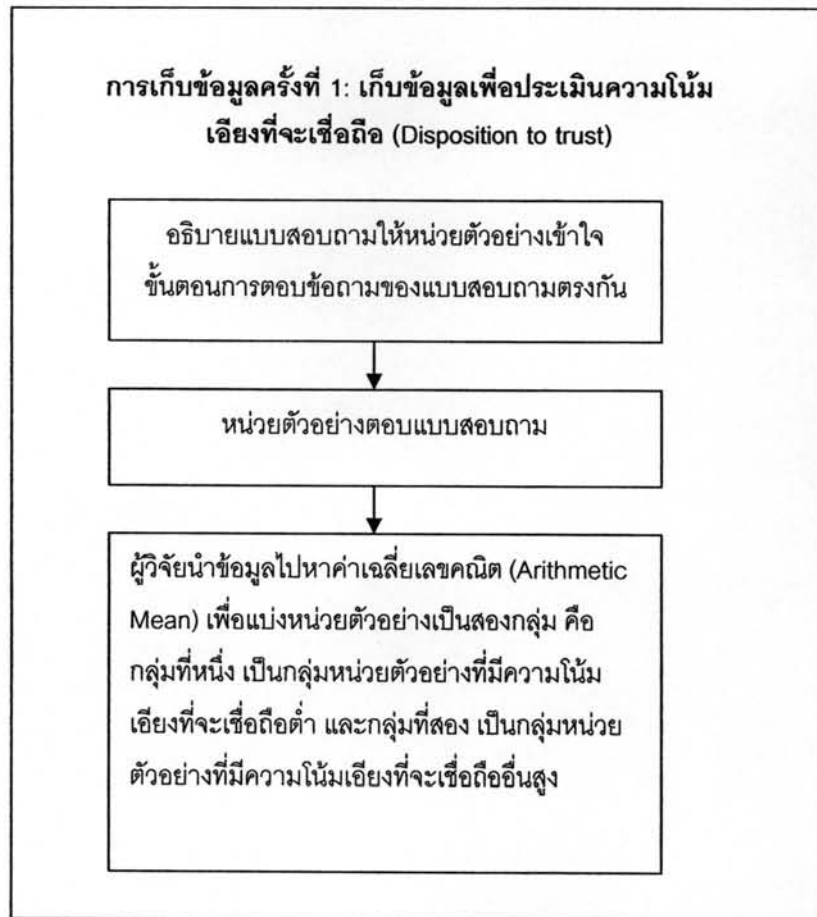 การเก็บข้อมูลครั้งที่ 1: เก็บข้อมูลเพื่อประเมินความโน้ม
เอียงที่จะเชื่อถือ (Disposition to trust)
อธิบายแบบสอบถามให้หน่วยตัวอย่างเข้าใจ
ขั้นตอนการตอบข้อถามของแบบสอบถามตรงกัน
หน่วยตัวอย่างตอบแบบสอบถาม
ผู้วิจัยนำข้อมูลไปหาค่าเฉลี่ยเลขคณิต (Arithmetic
Mean) เพื่อแบ่งหน่วยตัวอย่างเป็นสองกลุ่ม คือ
กลุ่มที่หนึ่ง เป็นกลุ่มหน่วยตัวอย่างที่มีความโน้ม
เอียงที่จะเชื่อถือต่ำ และกลุ่มที่สอง เป็นกลุ่มหน่วย
ตัวอย่างที่มีความโน้มเอียงที่จะเชื่อถืออื่นสูง